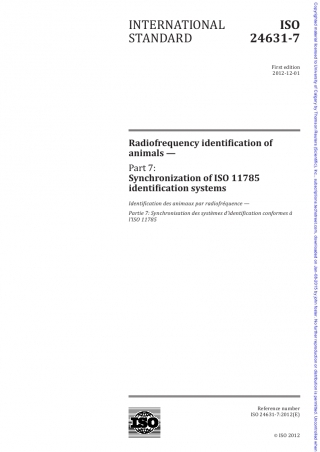 INTERNATIONAL
STANDARD
ISO
24631-7
First edition
2012-12-01
Radiofrequency identification of
animals —
Part 7:
Synchronization of ISO 11785
identification systems
Identification des animaux par radiofréquence —
Partie 7: Synchronisation des systèmes d'identification conformes à
l'ISO 11785
ISO
Reference number
ISO 24631-7:2012(E)
© ISO 2012